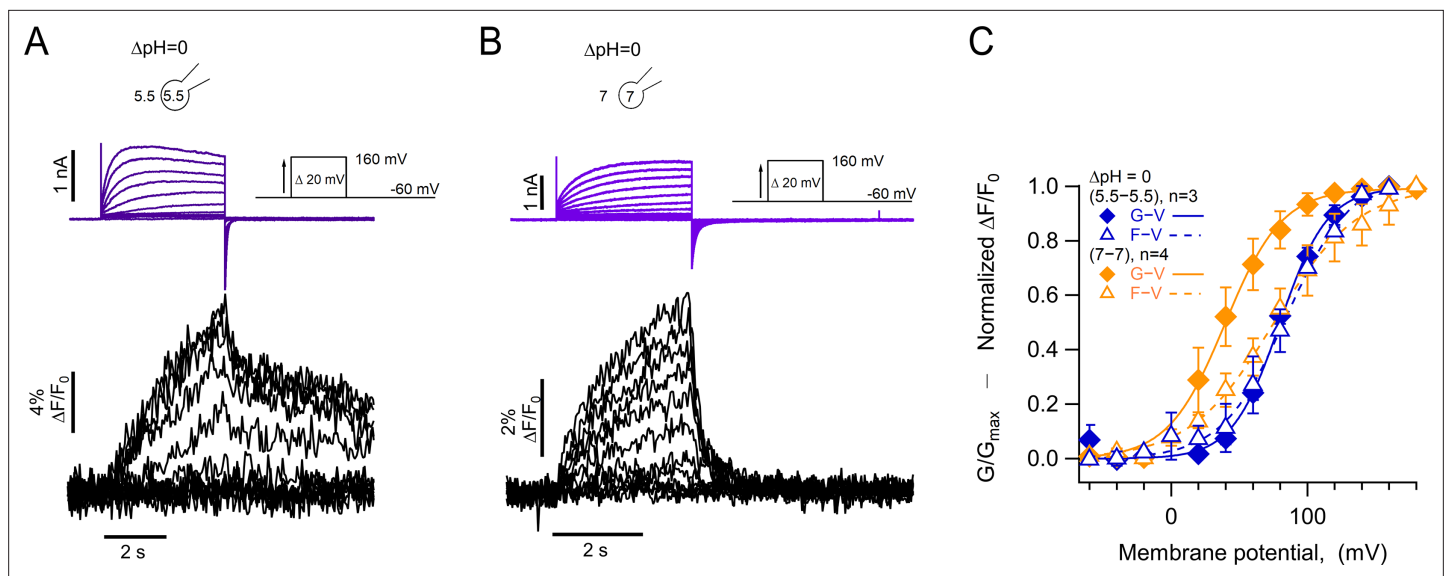 A
ΔpH=0
5.5 5.5
1 nA
160 mV
Δ 20 mV
-60 mV
4%
ΔF/F0
2 s
B
ΔpH=0
7 7
1 nA
160 mV
Δ 20 mV
-60 mV
2%
ΔF/F0
2 s
C
G/Gmax — Normalized ΔF/F0
1.0
0.8
0.6
0.4
0.2
0.0
ΔpH = 0
(5.5−5.5), n=3
G−V
F−V
(7−7), n=4
G−V
F−V
0 100
Membrane potential, (mV)